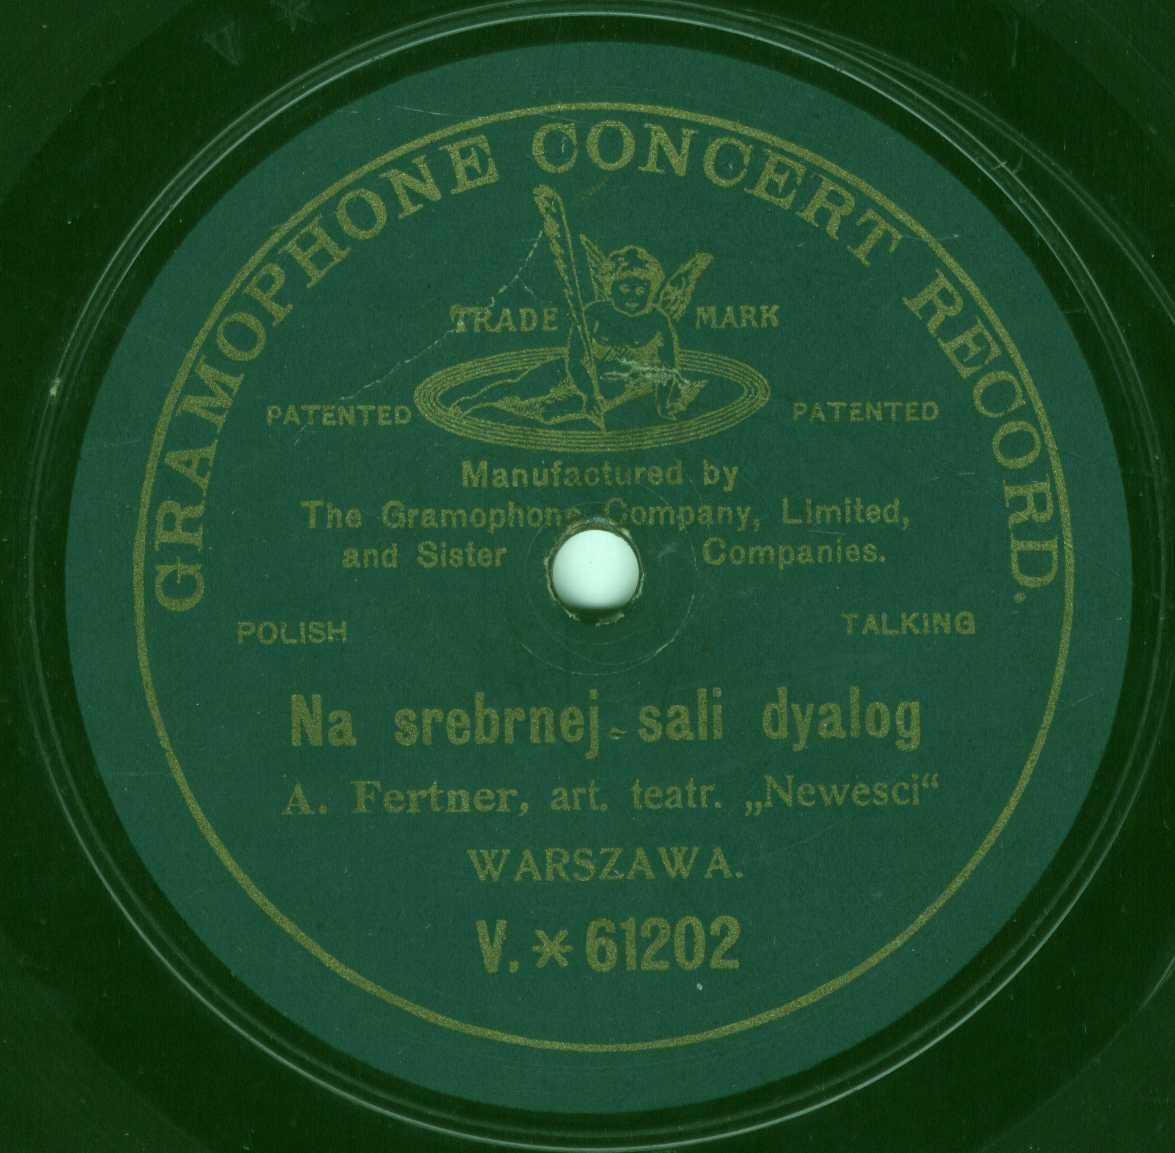 GRAMOPHONE CONCERT RECORD.
TRADE MARK
PATENTED PATENTED
Manufactured by
The Gramophone Company, Limited,
and Sister Companies.
POLISH TALKING
Na srebrnej sali dyalog
A. Fertner, art. teatr. „Newesci“
WARSZAWA.
V. * 61202